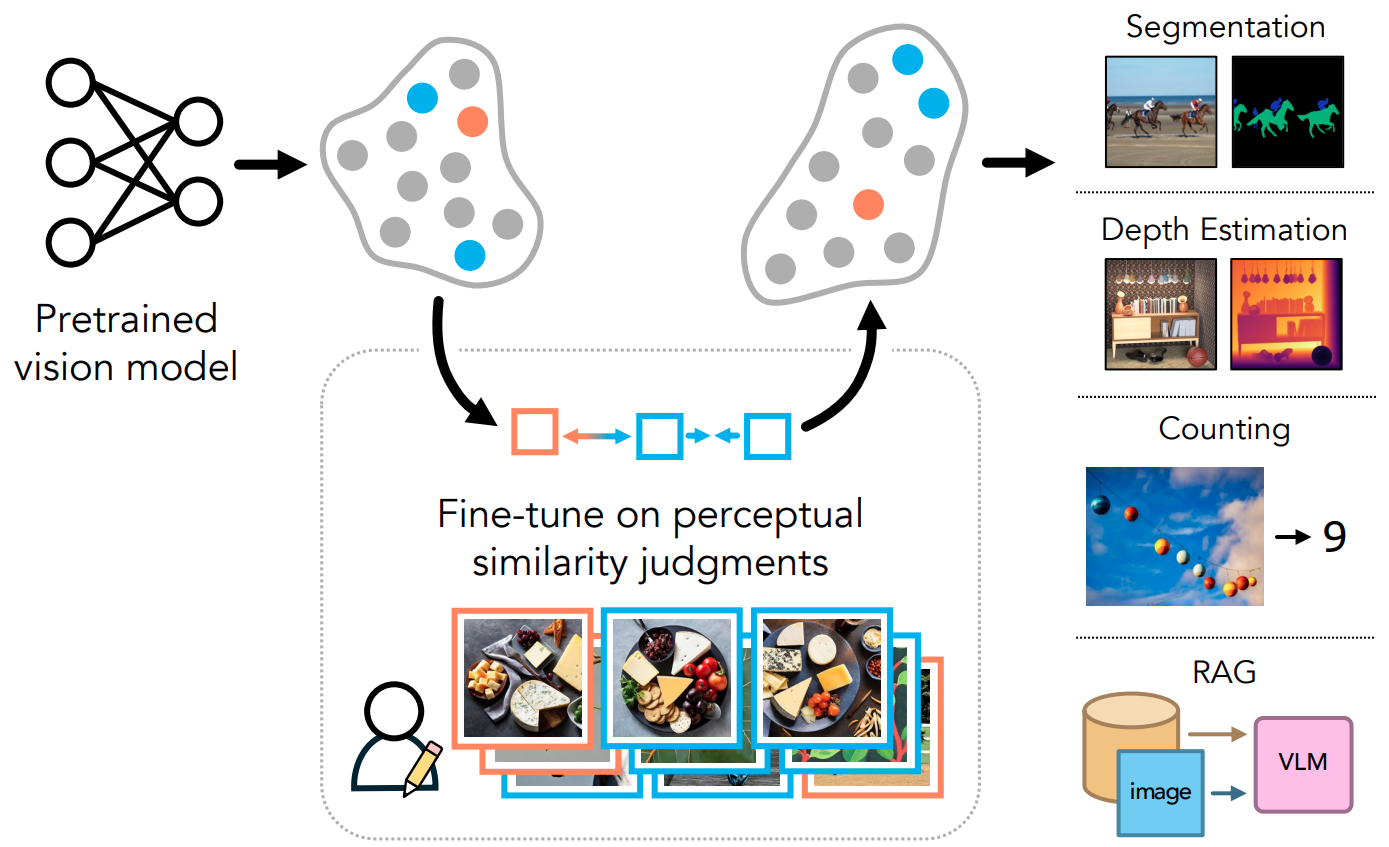 Pretrained
vision model
Fine-tune on perceptual
similarity judgments
Segmentation
Depth Estimation
Counting
9
RAG
image
VLM